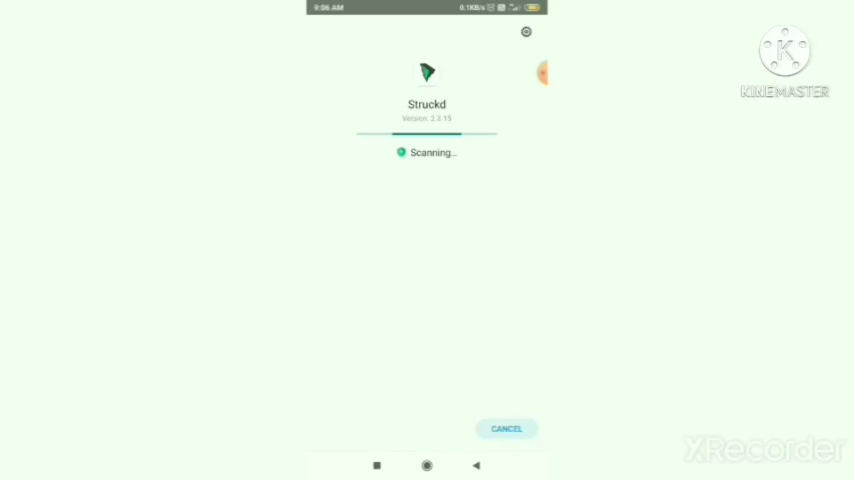 9:06 AM
0.1KB/s
Struckd
Version: 2.3.15
Scanning...
CANCEL
K
KINEMASTER
XRecorder